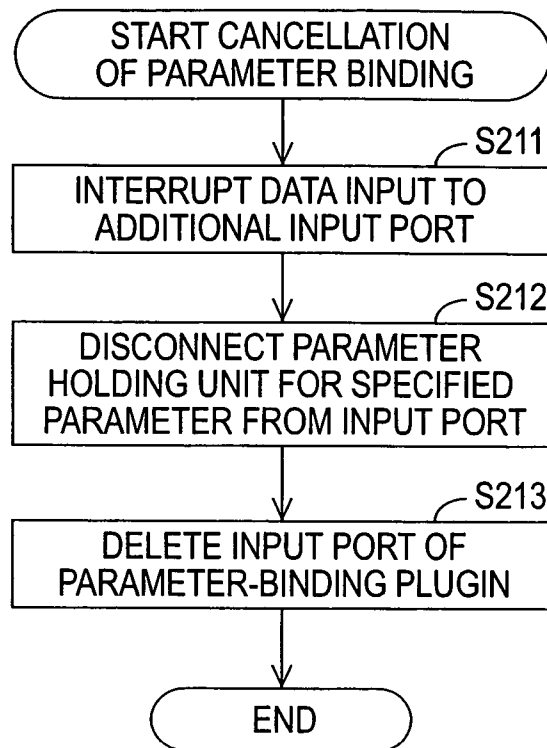 START CANCELLATION
OF PARAMETER BINDING
S211
INTERRUPT DATA INPUT TO
ADDITIONAL INPUT PORT
S212
DISCONNECT PARAMETER
HOLDING UNIT FOR SPECIFIED
PARAMETER FROM INPUT PORT
S213
DELETE INPUT PORT OF
PARAMETER-BINDING PLUGIN
END